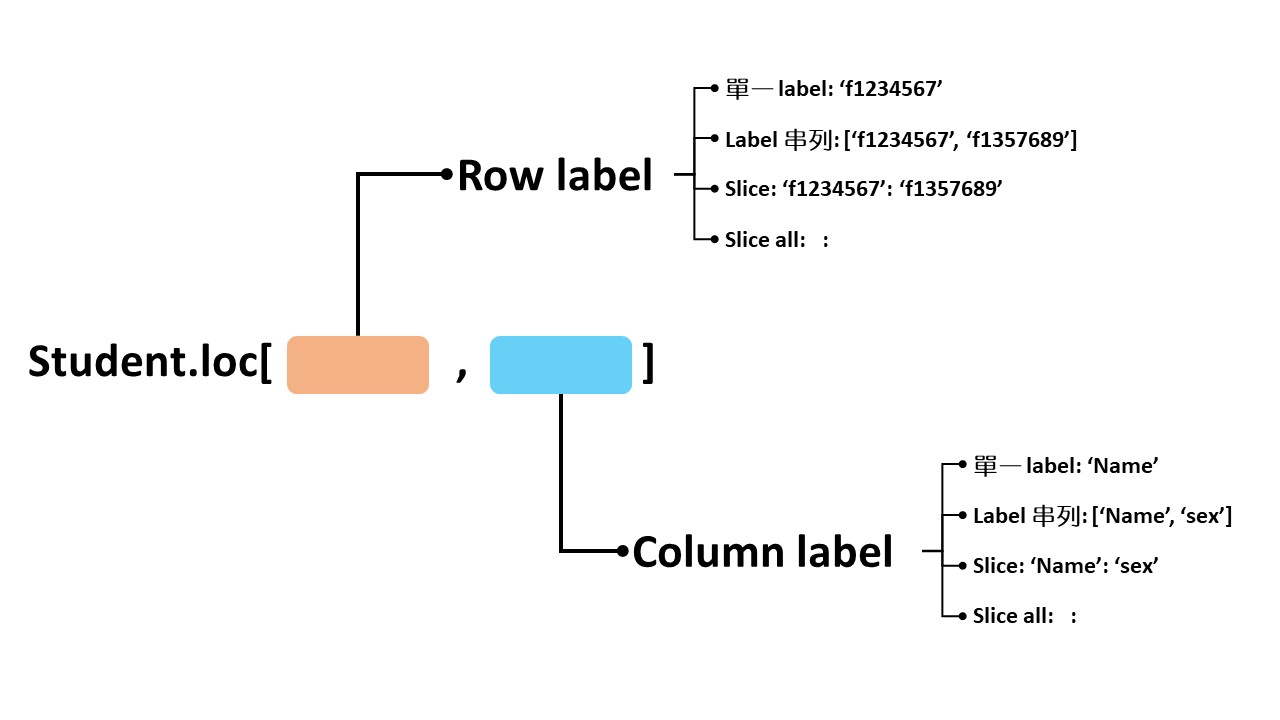 單一 label: ‘f1234567’
Label 串列: [‘f1234567’, ‘f1357689’]
Row label
Slice: ‘f1234567’: ‘f1357689’
Slice all: :
Student.loc[ , ]
單一 label: ‘Name’
Label 串列: [‘Name’, ‘sex’]
Column label
Slice: ‘Name’: ‘sex’
Slice all: :